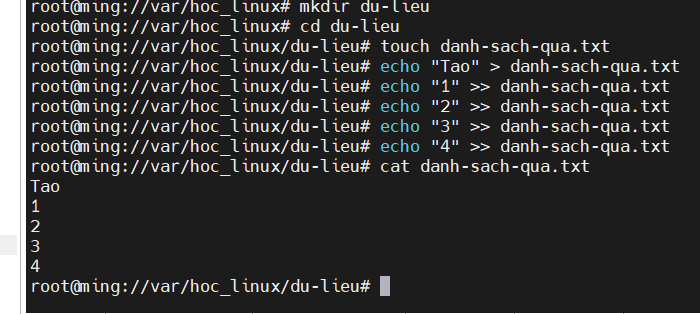 root@ming://var/hoc_linux# mkdir du-lieu
root@ming://var/hoc_linux# cd du-lieu
root@ming://var/hoc_linux/du-lieu# touch danh-sach-qua.txt
root@ming://var/hoc_linux/du-lieu# echo "Tao" > danh-sach-qua.txt
root@ming://var/hoc_linux/du-lieu# echo "1" >> danh-sach-qua.txt
root@ming://var/hoc_linux/du-lieu# echo "2" >> danh-sach-qua.txt
root@ming://var/hoc_linux/du-lieu# echo "3" >> danh-sach-qua.txt
root@ming://var/hoc_linux/du-lieu# echo "4" >> danh-sach-qua.txt
root@ming://var/hoc_linux/du-lieu# cat danh-sach-qua.txt
Tao
1
2
3
4
root@ming://var/hoc_linux/du-lieu#